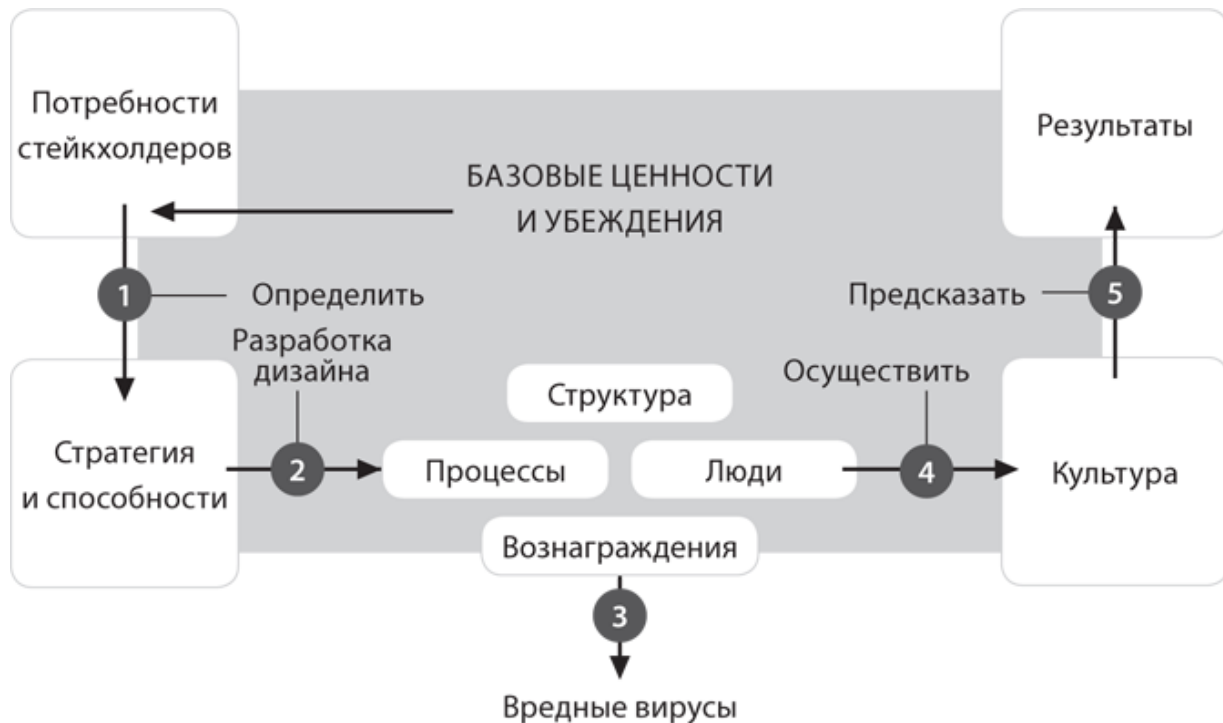 Потребности
стейкхолдеров
Результаты
БАЗОВЫЕ ЦЕННОСТИ
И УБЕЖДЕНИЯ
1
Определить
Предсказать
5
Разработка
дизайна
Структура
Осуществить
Стратегия
и способности
2
Процессы
Люди
4
Культура
Вознаграждения
3
Вредные вирусы